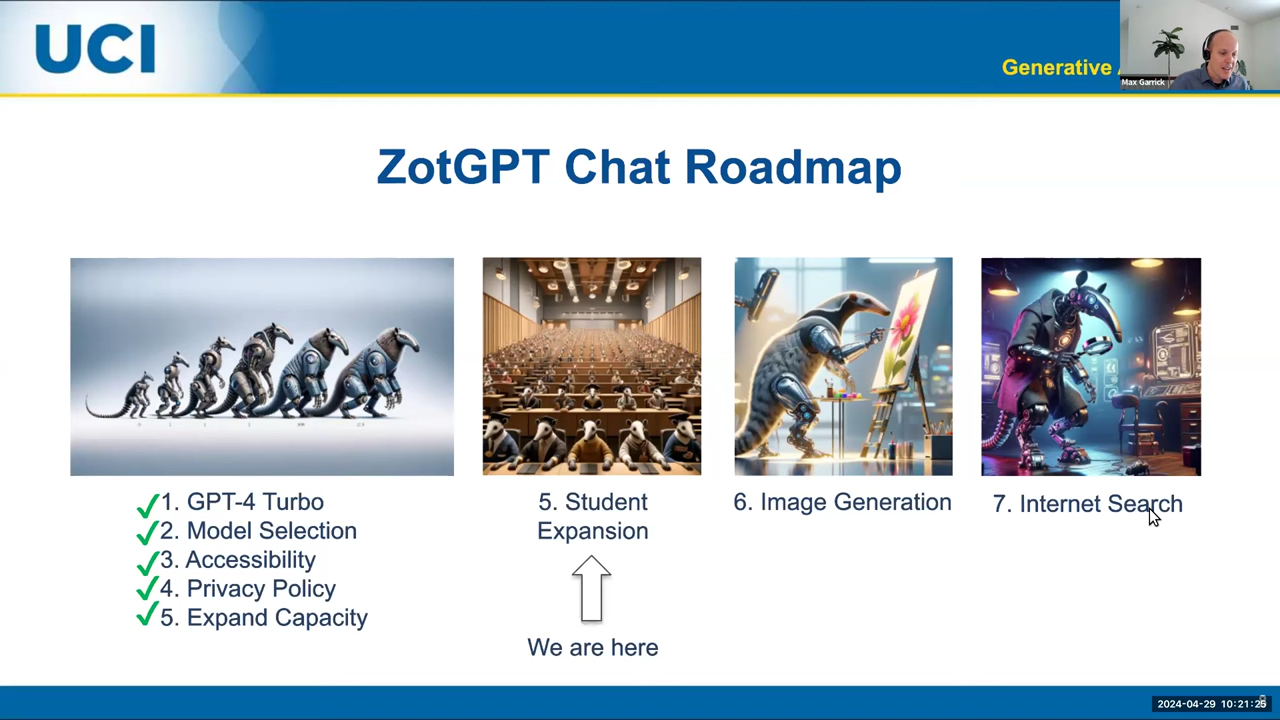 UCI
Generative
Max Garrick
ZotGPT Chat Roadmap
1. GPT-4 Turbo
2. Model Selection
3. Accessibility
4. Privacy Policy
5. Expand Capacity
5. Student
Expansion
We are here
6. Image Generation
7. Internet Search
2024-04-29 10:21:25